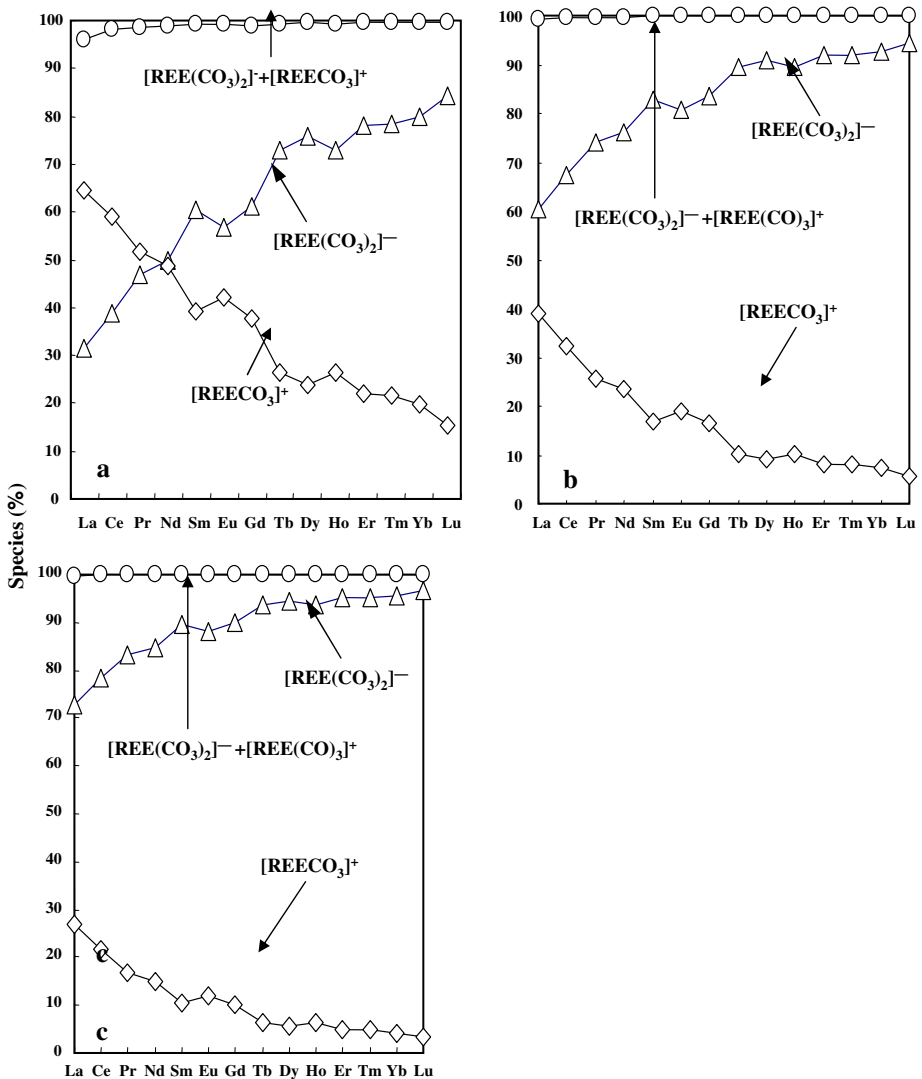 Species (%)
100
90
80
70
60
50
40
30
20
10
0
[REE(CO₃)₂]⁻+[REECO₃]⁺
[REE(CO₃)₂]—
[REECO₃]⁺
a
La Ce Pr Nd Sm Eu Gd Tb Dy Ho Er Tm Yb Lu
100
90
80
70
60
50
40
30
20
10
0
[REE(CO₃)₂]—
[REE(CO₃)₂]— +[REE(CO)₃]⁺
[REECO₃]⁺
b
La Ce Pr Nd Sm Eu Gd Tb Dy Ho Er Tm Yb Lu
100
90
80
70
60
50
40
30
20
10
0
[REE(CO₃)₂]—
[REE(CO₃)₂]— +[REE(CO)₃]⁺
[REECO₃]⁺
c
c
La Ce Pr Nd Sm Eu Gd Tb Dy Ho Er Tm Yb Lu